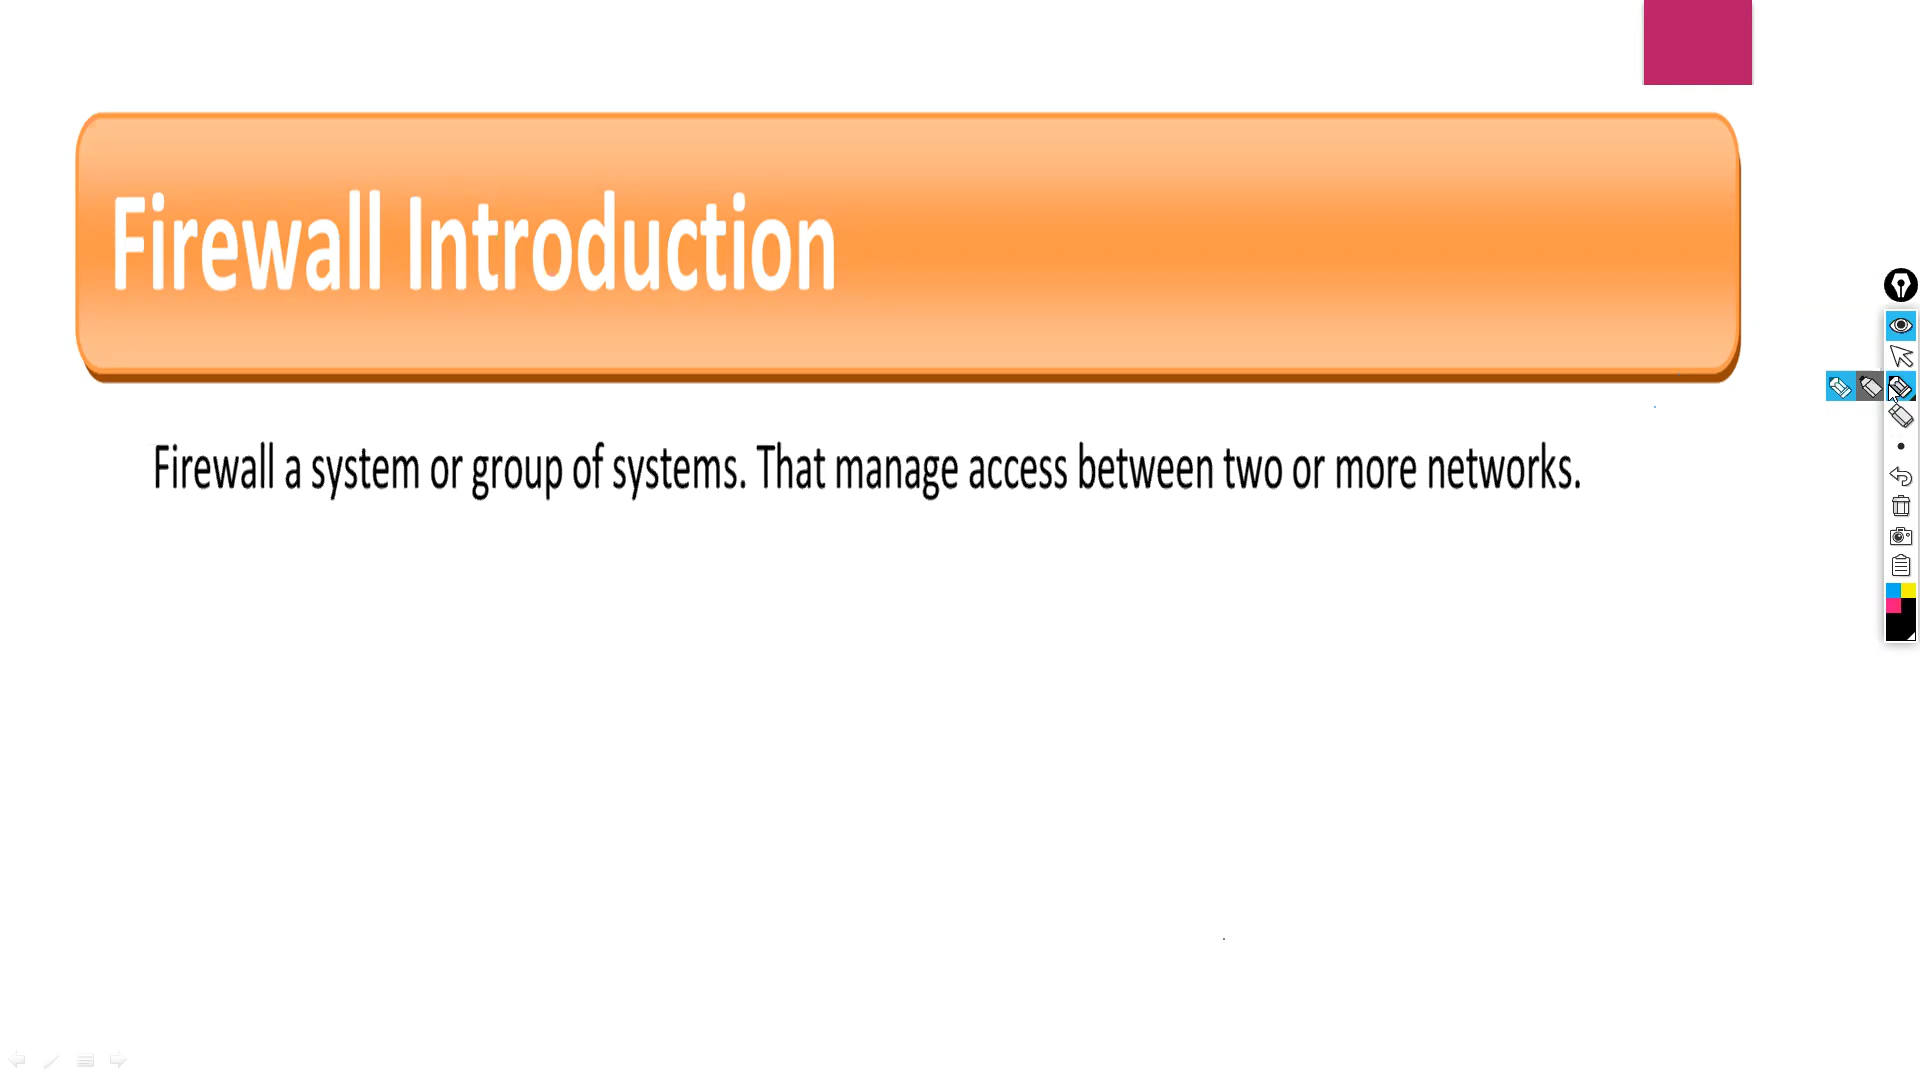 Firewall Introduction
Firewall a system or group of systems. That manage access between two or more networks.